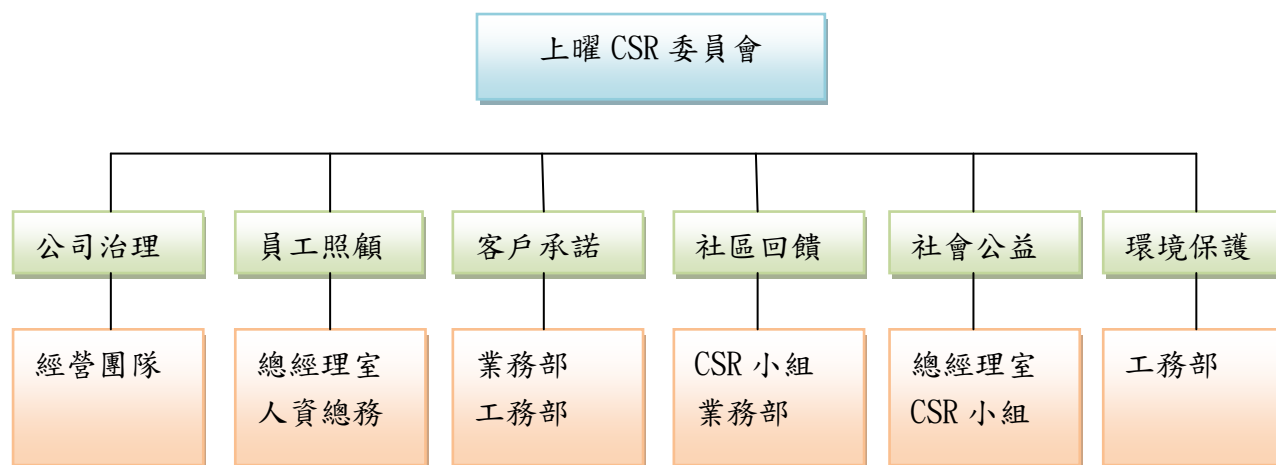 上曜 CSR 委員會
公司治理
員工照顧
客戶承諾
社區回饋
社會公益
環境保護
經營團隊
總經理室
人資總務
業務部
工務部
CSR 小組
業務部
總經理室
CSR 小組
工務部